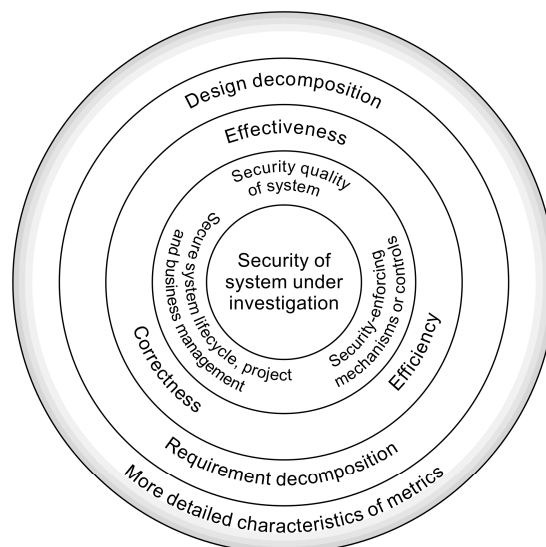 Design decomposition
Effectiveness
Security quality
of system
Secure system lifecycle, project
and business management
Security of
system under
investigation
Security-enforcing
mechanisms or controls
Correctness
Efficiency
Requirement decomposition
More detailed characteristics of metrics